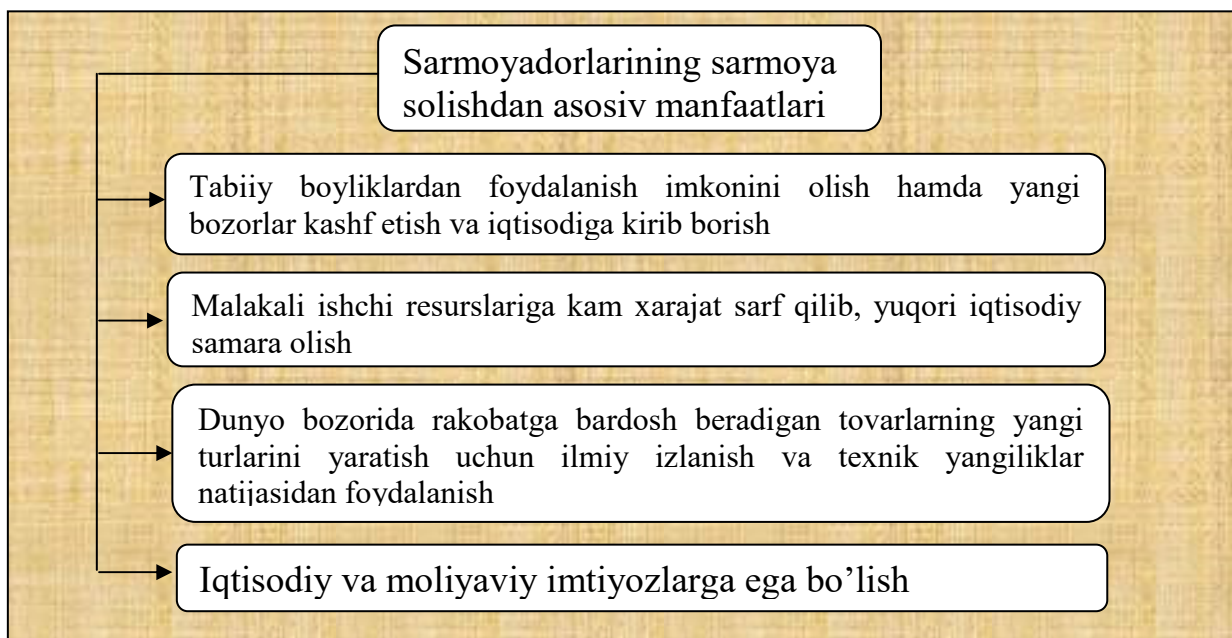 Sarmoyadorlarining sarmoya
solishdan asosiv manfaatlari
Tabiiy boyliklardan foydalanish imkonini olish hamda yangi
bozorlar kashf etish va iqtisodiga kirib borish
Malakali ishchi resurslariga kam xarajat sarf qilib, yuqori iqtisodiy
samara olish
Dunyo bozorida rakobatga bardosh beradigan tovarlarning yangi
turlarini yaratish uchun ilmiy izlanish va texnik yangiliklar
natijasidan foydalanish
Iqtisodiy va moliyaviy imtiyozlarga ega bo’lish